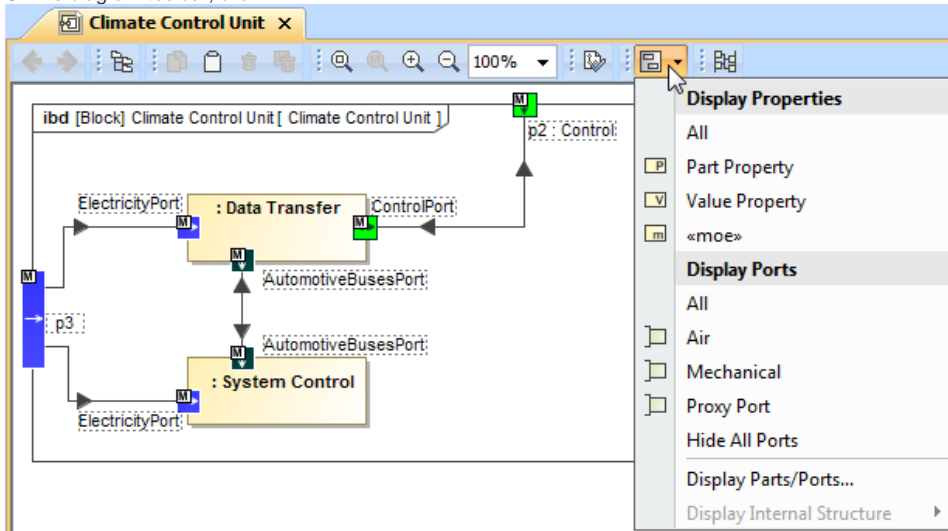 Climate Control Unit
100%
Display Properties
ibd [Block] Climate Control Unit [ Climate Control Unit ]
M
p2 : Control
All
P Part Property
ElectricityPort
: Data Transfer
ControlPort
V Value Property
M
M
m «moe»
M
Display Ports
M
AutomotiveBusesPort
All
p3
Air
M
AutomotiveBusesPort
Mechanical
: System Control
M
Proxy Port
ElectricityPort
Hide All Ports
Display Parts/Ports...
Display Internal Structure